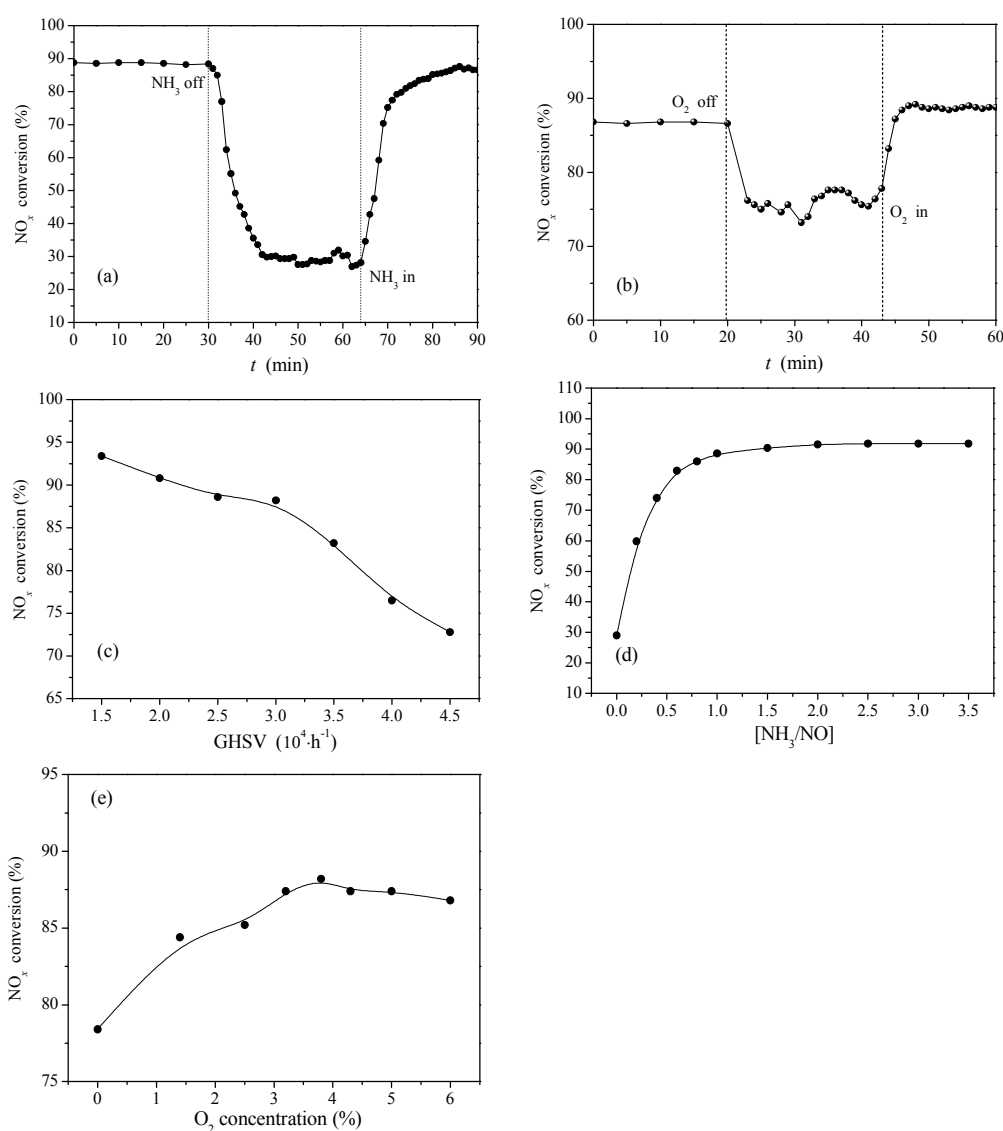 100
90
80
70
60
50
40
30
20
10
NOx conversion (%)
NH3 off
NH3 in
(a)
0 10 20 30 40 50 60 70 80 90
t (min)
100
90
80
70
60
NOx conversion (%)
O2 off
O2 in
(b)
0 10 20 30 40 50 60
t (min)
100
95
90
85
80
75
70
65
NOx conversion (%)
(c)
1.5 2.0 2.5 3.0 3.5 4.0 4.5
GHSV (10⁴·h⁻¹)
110
100
90
80
70
60
50
40
30
20
10
NOx conversion (%)
(d)
0.0 0.5 1.0 1.5 2.0 2.5 3.0 3.5
[NH3/NO]
95
90
85
80
75
NOx conversion (%)
(e)
0 1 2 3 4 5 6
O2 concentration (%)